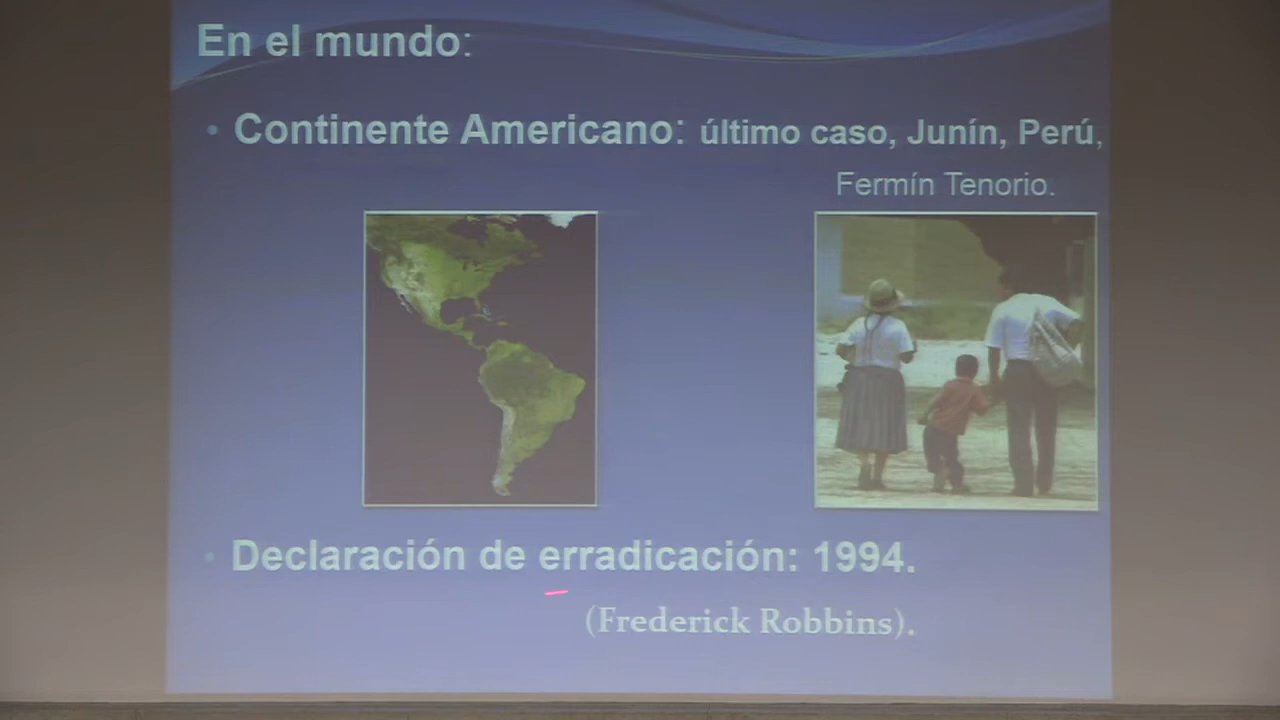 En el mundo:
• Continente Americano: último caso, Junín, Perú,
Fermín Tenorio.
• Declaración de erradicación: 1994.
(Frederick Robbins).